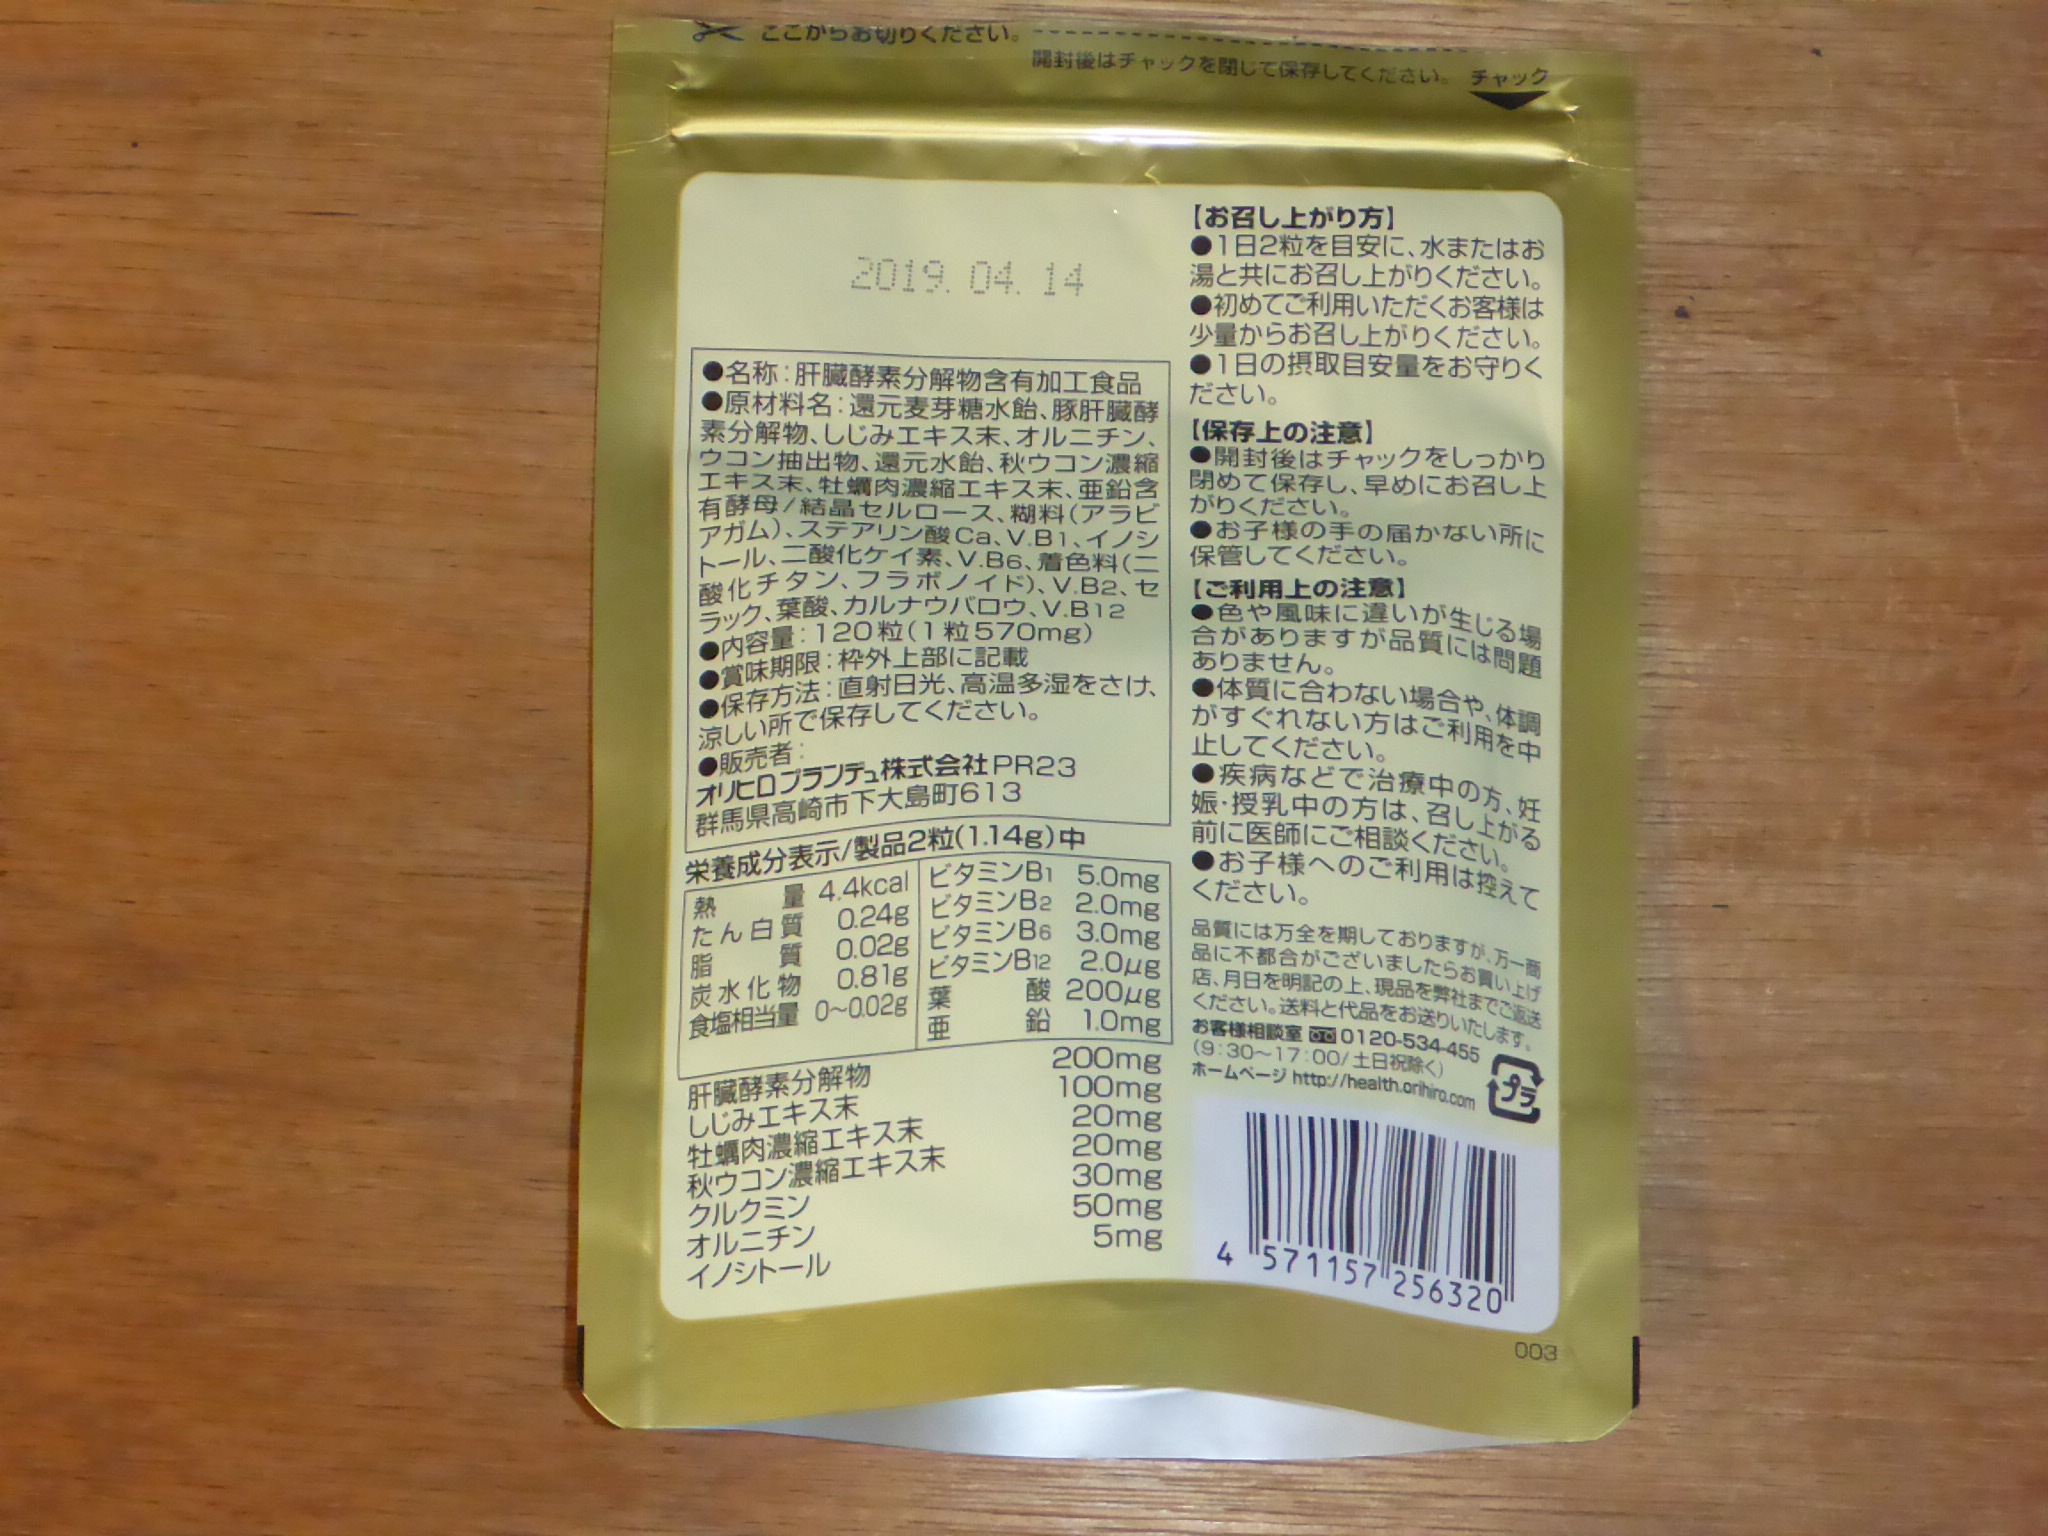 ここからお切りください。
開封後はチャックを閉じて保存してください。 チャック
2019. 04. 14
●名称：肝臓酵素分解物含有加工食品
●原材料名：還元麦芽糖水飴、豚肝臓酵
素分解物、しじみエキス末、オルニチン、
ウコン抽出物、還元水飴、秋ウコン濃縮
エキス末、牡蠣肉濃縮エキス末、亜鉛含
有酵母/結晶セルロース、糊料(アラビ
アガム)、ステアリン酸Ca、V.B1、イノシ
トール、二酸化ケイ素、V.B6、着色料(二
酸化チタン、フラボノイド)、V.B2、セ
ラック、葉酸、カルナウバロウ、V.B12
●内容量：120粒(1粒570mg)
●賞味期限：枠外上部に記載
●保存方法：直射日光、高温多湿をさけ、
涼しい所で保存してください。
●販売者：
オリヒロプランデュ株式会社PR23
群馬県高崎市下大島町613
栄養成分表示/製品2粒(1.14g)中
熱量 4.4kcal
たん白質 0.24g
脂質 0.02g
炭水化物 0.81g
食塩相当量 0～0.02g
ビタミンB1 5.0mg
ビタミンB2 2.0mg
ビタミンB6 3.0mg
ビタミンB12 2.0μg
葉酸 200μg
亜鉛 1.0mg
肝臓酵素分解物 200mg
しじみエキス末 100mg
牡蠣肉濃縮エキス末 20mg
秋ウコン濃縮エキス末 20mg
クルクミン 30mg
オルニチン 50mg
イノシトール 5mg
【お召し上がり方】
●1日2粒を目安に、水またはお
湯と共にお召し上がりください。
●初めてご利用いただくお客様は
少量からお召し上がりください。
●1日の摂取目安量をお守りく
ださい。
【保存上の注意】
●開封後はチャックをしっかり
閉めて保存し、早めにお召し上
がりください。
●お子様の手の届かない所に
保管してください。
【ご利用上の注意】
●色や風味に違いが生じる場
合がありますが品質には問題
ありません。
●体質に合わない場合や、体調
がすぐれない方はご利用を中
止してください。
●疾病などで治療中の方、妊
娠・授乳中の方は、召し上がる
前に医師にご相談ください。
●お子様へのご利用は控えて
ください。
品質には万全を期しておりますが、万一商
品に不都合がございましたらお買い上げ
店、月日を明記の上、現品を弊社までご返送
ください。送料と代品をお送りいたします。
お客様相談室 0120-534-455
(9：30～17：00/土日祝除く)
ホームページ http://health.orihiro.com
プラ
4 571157 256320
003